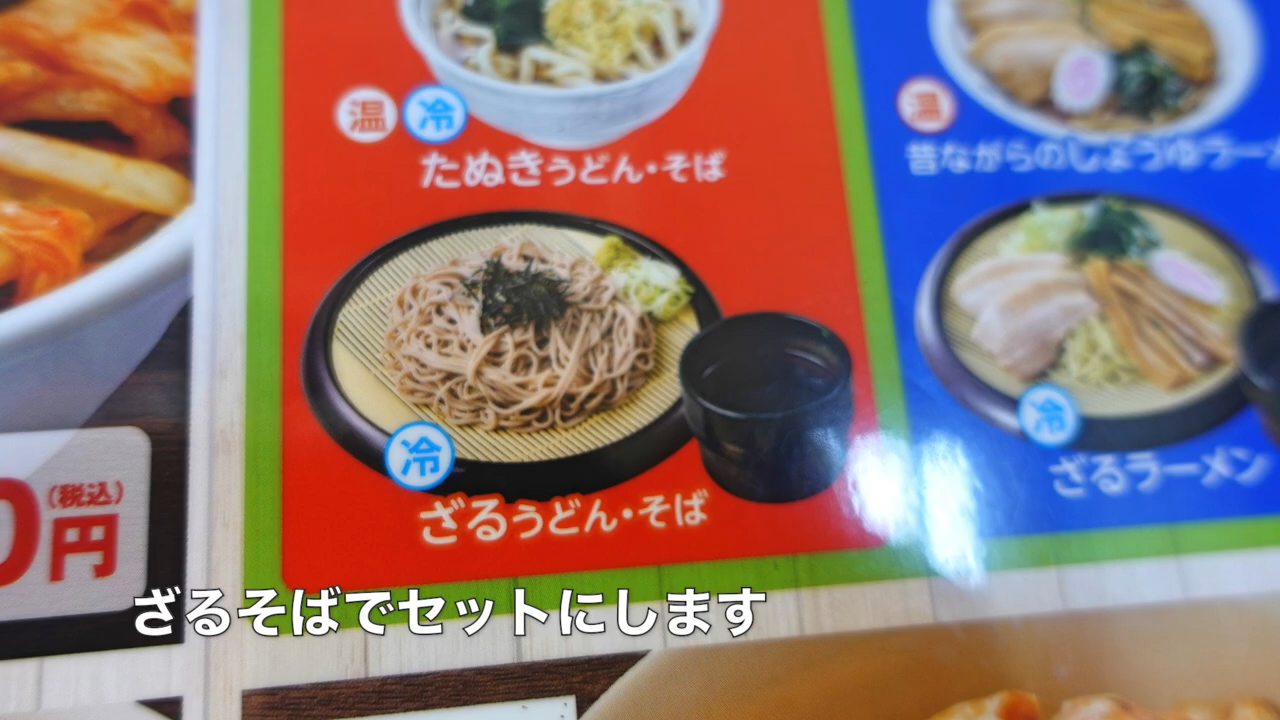 温 冷
たぬきうどん・そば
温
昔ながらのしょうゆラー
冷
ざるうどん・そば
冷
ざるラーメン
0円
(税込)
ざるそばでセットにします